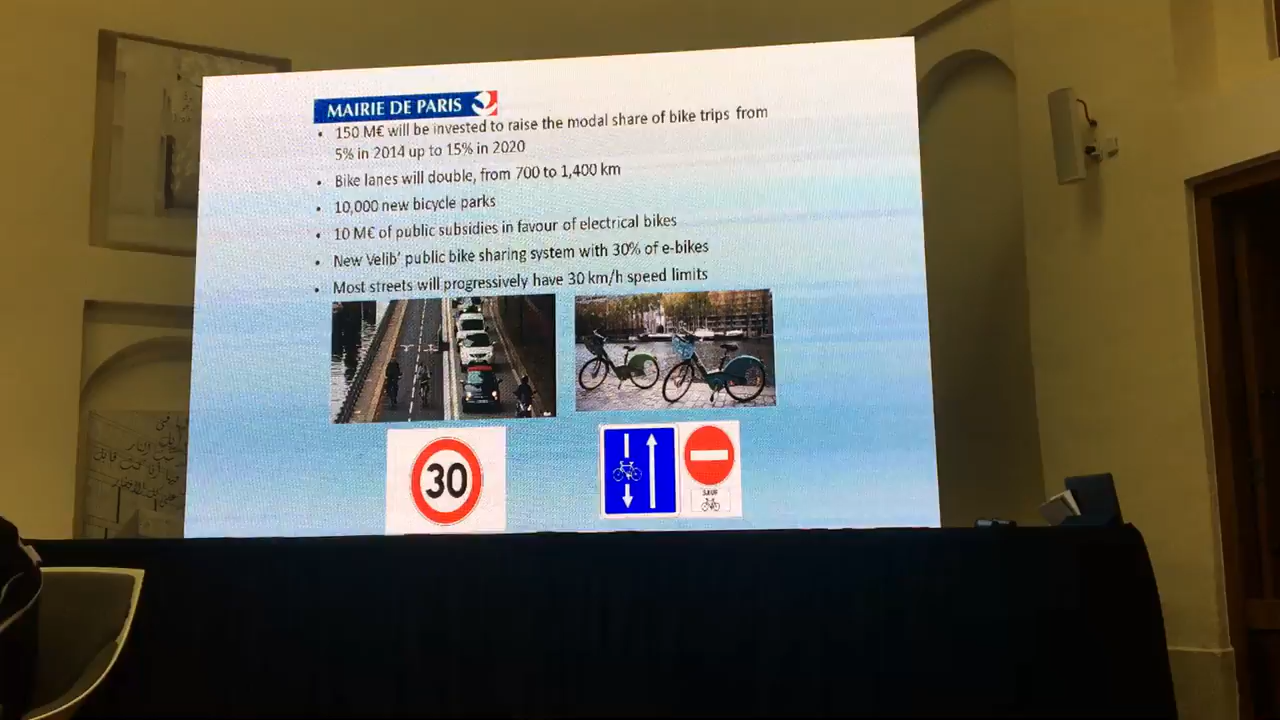 MAIRIE DE PARIS
• 150 M€ will be invested to raise the modal share of bike trips from
5% in 2014 up to 15% in 2020
• Bike lanes will double, from 700 to 1,400 km
• 10,000 new bicycle parks
• 10 M€ of public subsidies in favour of electrical bikes
• New Velib' public bike sharing system with 30% of e-bikes
• Most streets will progressively have 30 km/h speed limits
30
SAUF